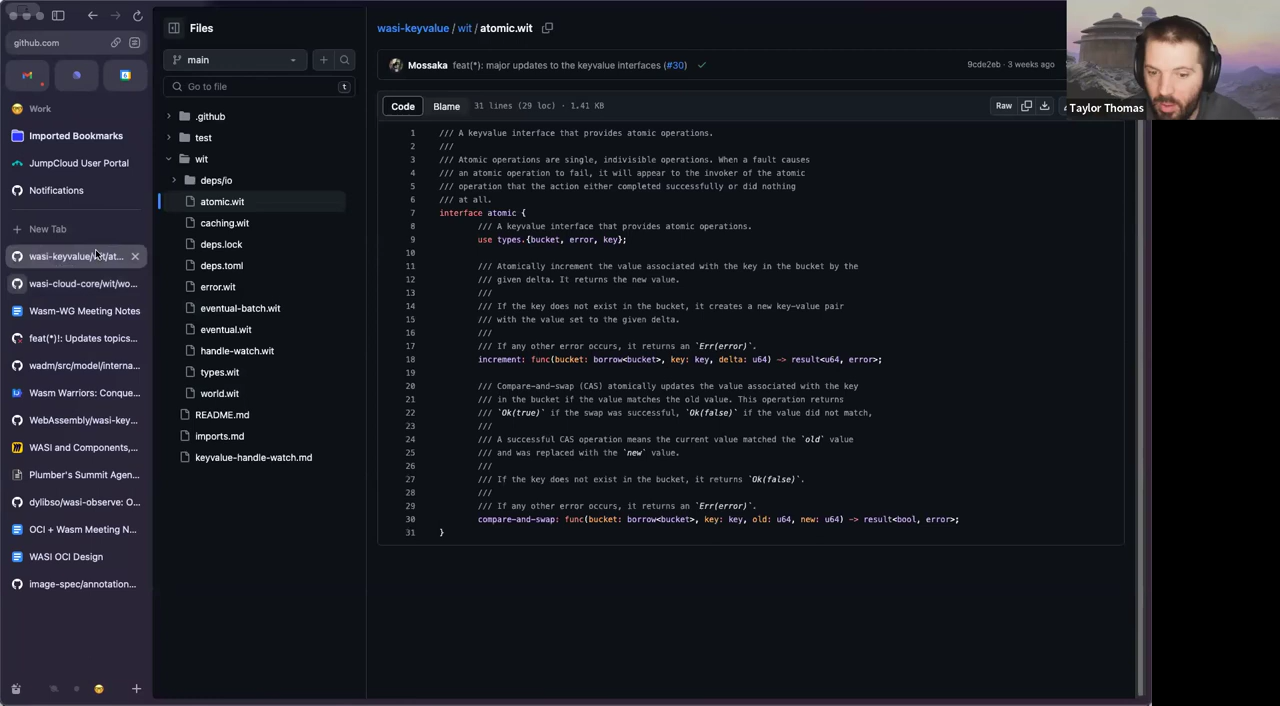 github.com
Work
Imported Bookmarks
JumpCloud User Portal
Notifications
New Tab
wasi-keyvalue/wit/at...
wasi-cloud-core/wit/wo...
Wasm-WG Meeting Notes
feat(*)!: Updates topics...
wadm/src/model/interna...
Wasm Warriors: Conque...
WebAssembly/wasi-key...
WASI and Components,...
Plumber's Summit Agen...
dylibso/wasi-observe: O...
OCI + Wasm Meeting N...
WASI OCI Design
image-spec/annotation...
Files
main
Go to file
t
.github
test
wit
deps/io
atomic.wit
caching.wit
deps.lock
deps.toml
error.wit
eventual-batch.wit
eventual.wit
handle-watch.wit
types.wit
world.wit
README.md
imports.md
keyvalue-handle-watch.md
wasi-keyvalue / wit / atomic.wit
Mossaka feat(*): major updates to the keyvalue interfaces (#30)
9cde2eb · 3 weeks ago
Code Blame 31 lines (29 loc) · 1.41 KB
Raw
1 /// A keyvalue interface that provides atomic operations.
2 ///
3 /// Atomic operations are single, indivisible operations. When a fault causes
4 /// an atomic operation to fail, it will appear to the invoker of the atomic
5 /// operation that the action either completed successfully or did nothing
6 /// at all.
7 interface atomic {
8 /// A keyvalue interface that provides atomic operations.
9 use types.{bucket, error, key};
10
11 /// Atomically increment the value associated with the key in the bucket by the
12 /// given delta. It returns the new value.
13 ///
14 /// If the key does not exist in the bucket, it creates a new key-value pair
15 /// with the value set to the given delta.
16 ///
17 /// If any other error occurs, it returns an `Err(error)`.
18 increment: func(bucket: borrow<bucket>, key: key, delta: u64) -> result<u64, error>;
19
20 /// Compare-and-swap (CAS) atomically updates the value associated with the key
21 /// in the bucket if the value matches the old value. This operation returns
22 /// `Ok(true)` if the swap was successful, `Ok(false)` if the value did not match,
23 ///
24 /// A successful CAS operation means the current value matched the `old` value
25 /// and was replaced with the `new` value.
26 ///
27 /// If the key does not exist in the bucket, it returns `Ok(false)`.
28 ///
29 /// If any other error occurs, it returns an `Err(error)`.
30 compare-and-swap: func(bucket: borrow<bucket>, key: key, old: u64, new: u64) -> result<bool, error>;
31 }
Taylor Thomas